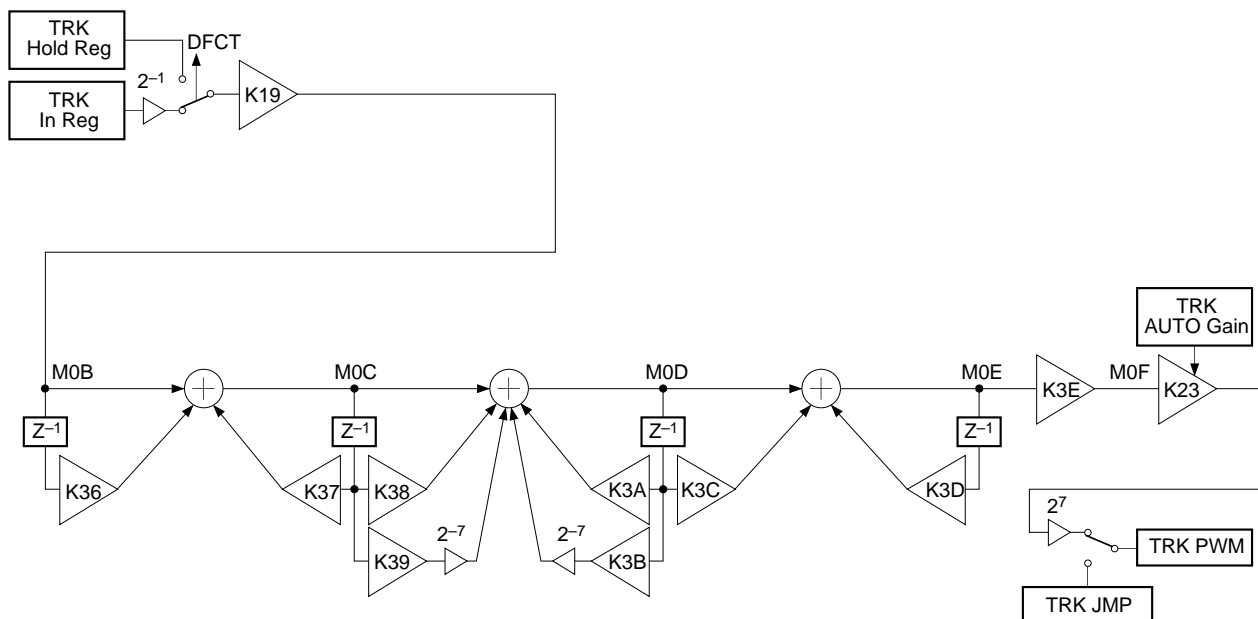 TRK
Hold Reg
DFCT
2⁻¹
TRK
In Reg
K19
TRK
AUTO Gain
M0B
M0C
M0D
M0E
K3E
M0F
K23
Z⁻¹
Z⁻¹
Z⁻¹
Z⁻¹
K36
K37
K38
K3A
K3C
K3D
K39
2⁻⁷
2⁻⁷
K3B
2⁷
TRK PWM
TRK JMP